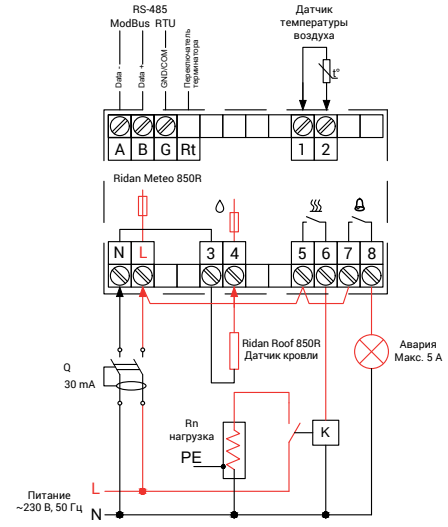 RS-485
ModBus RTU
Датчик
температуры
воздуха
Data -
Data +
GND/COM
Переключатель
терминатора
t°
A B G Rt 1 2
Ridan Meteo 850R
N L 3 4 5 6 7 8
Q
30 mA
Ridan Roof 850R
Датчик кровли
Авария
Макс. 5 А
Rn
нагрузка
PE
K
Питание
~230 В, 50 Гц
L
N